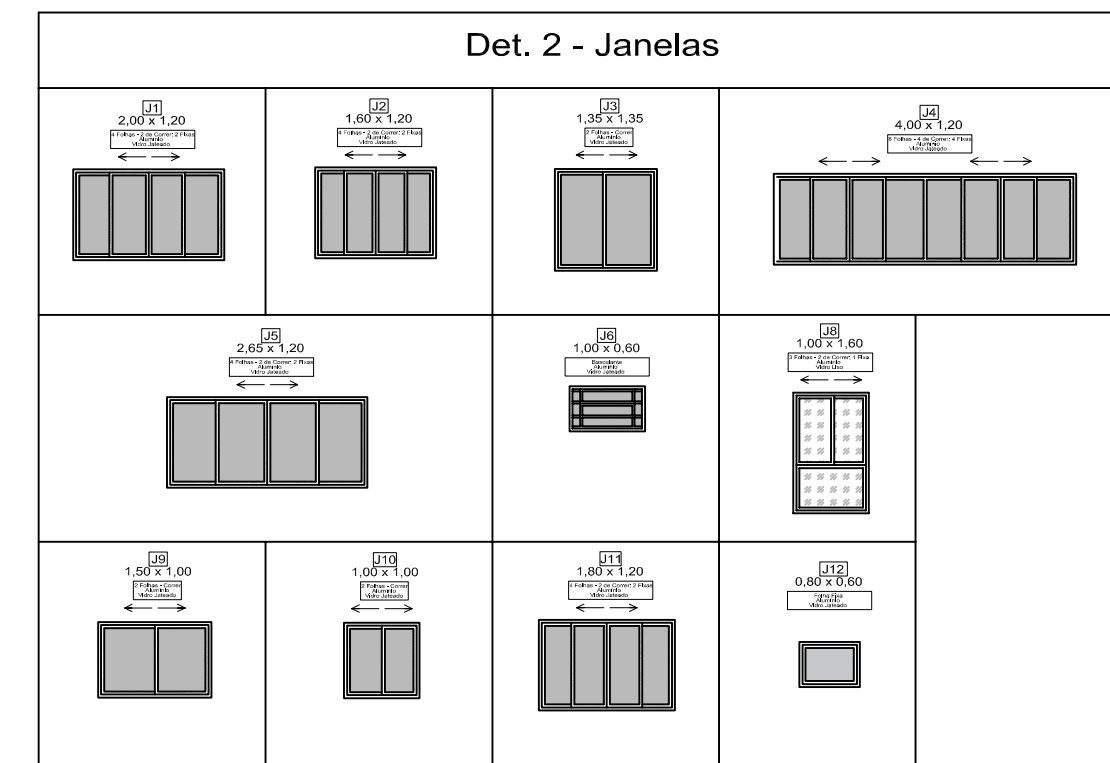 Det. 2 - Janelas
J1
2,00 x 1,20
4 Folhas - 2 de Correr; 2 Fixas
Alumínio
Vidro Jateado
J2
1,60 x 1,20
4 Folhas - 2 de Correr; 2 Fixas
Alumínio
Vidro Jateado
J3
1,35 x 1,35
2 Folhas - Correr
Alumínio
Vidro Jateado
J4
4,00 x 1,20
8 Folhas - 4 de Correr; 4 Fixas
Alumínio
Vidro Jateado
J5
2,65 x 1,20
4 Folhas - 2 de Correr; 2 Fixas
Alumínio
Vidro Jateado
J6
1,00 x 0,60
Basculante
Alumínio
Vidro Jateado
J8
1,00 x 1,60
3 Folhas - 2 de Correr; 1 Fixa
Alumínio
Vidro Liso
J9
1,50 x 1,00
2 Folhas - Correr
Alumínio
Vidro Jateado
J10
1,00 x 1,00
2 Folhas - Correr
Alumínio
Vidro Jateado
J11
1,80 x 1,20
4 Folhas - 2 de Correr; 2 Fixas
Alumínio
Vidro Jateado
J12
0,80 x 0,60
Folha Fixa
Alumínio
Vidro Jateado